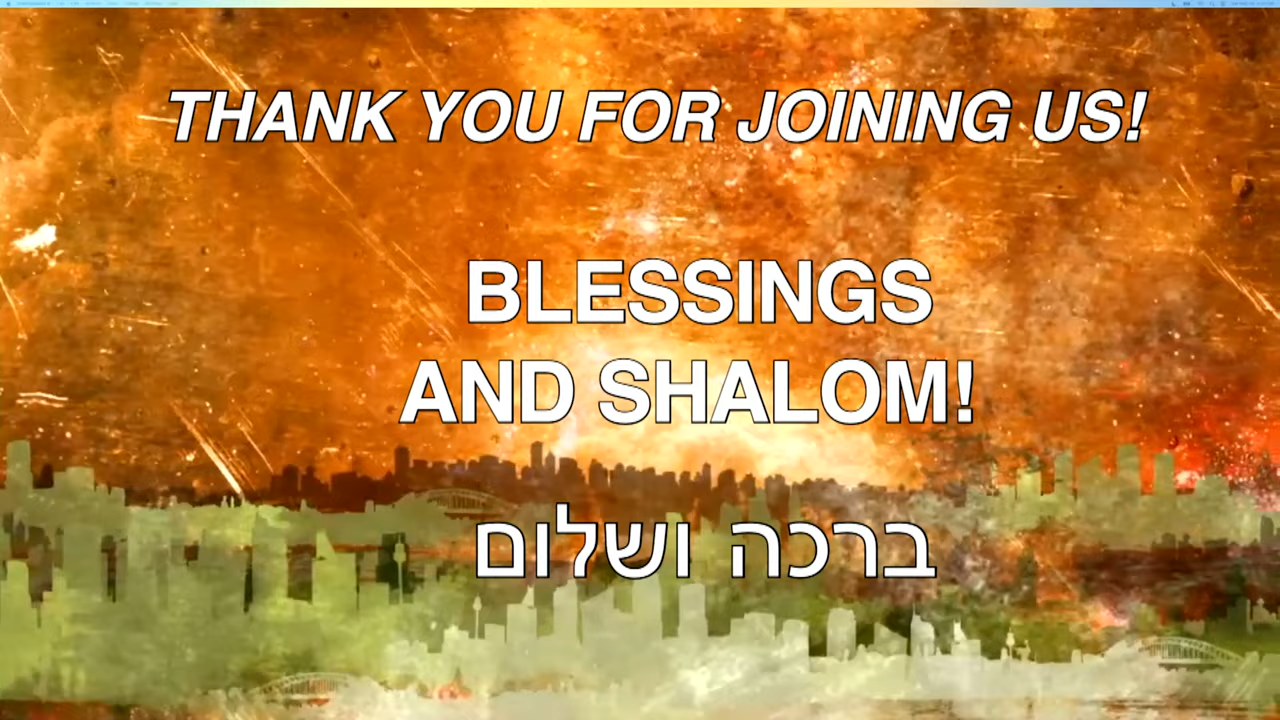 THANK YOU FOR JOINING US!
BLESSINGS
AND SHALOM!
ברכה ושלום